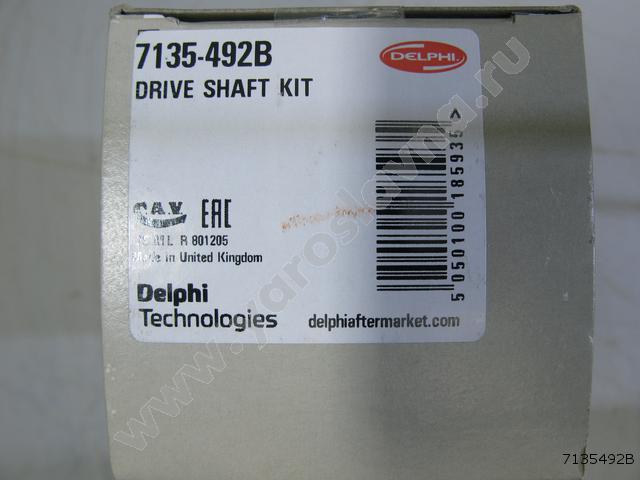 7135-492B
DELPHI
DRIVE SHAFT KIT
C.A.V. EAC
R 801205
Made in United Kingdom
Delphi
Technologies
delphiaftermarket.com
5 050100 185935 >
www.yaroslavna.ru
7135492B